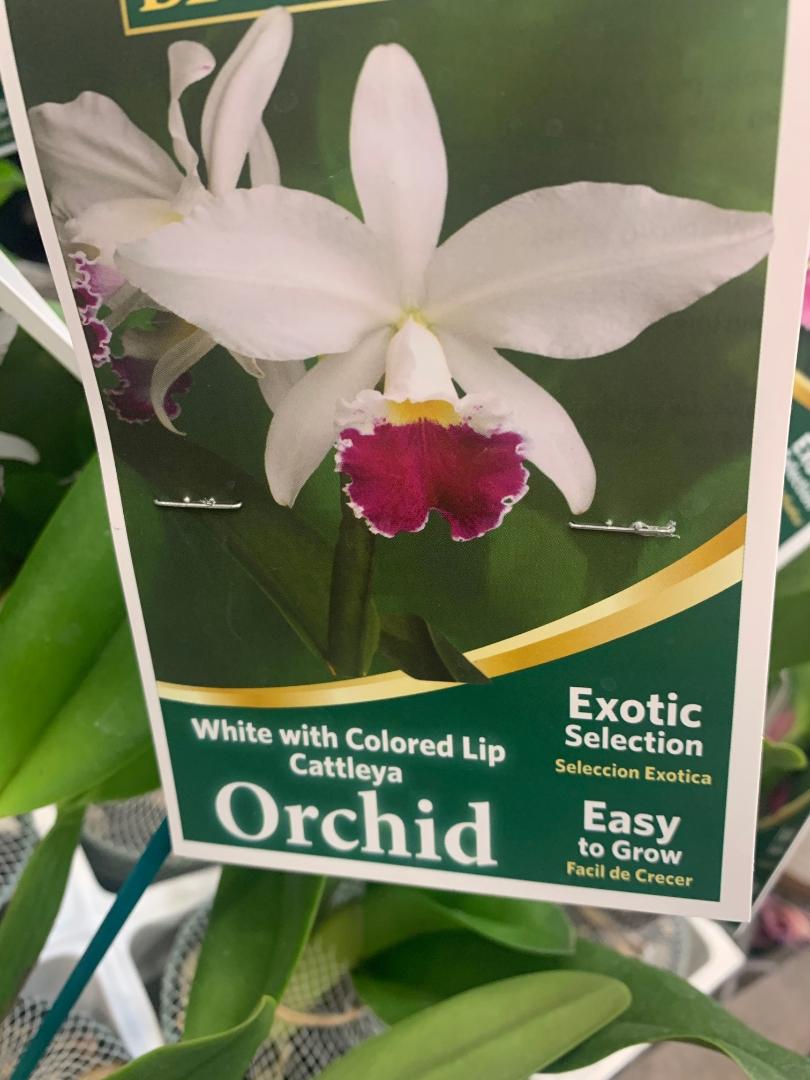 White with Colored Lip
Cattleya
Orchid
Exotic
Selection
Seleccion Exotica
Easy
to Grow
Facil de Crecer